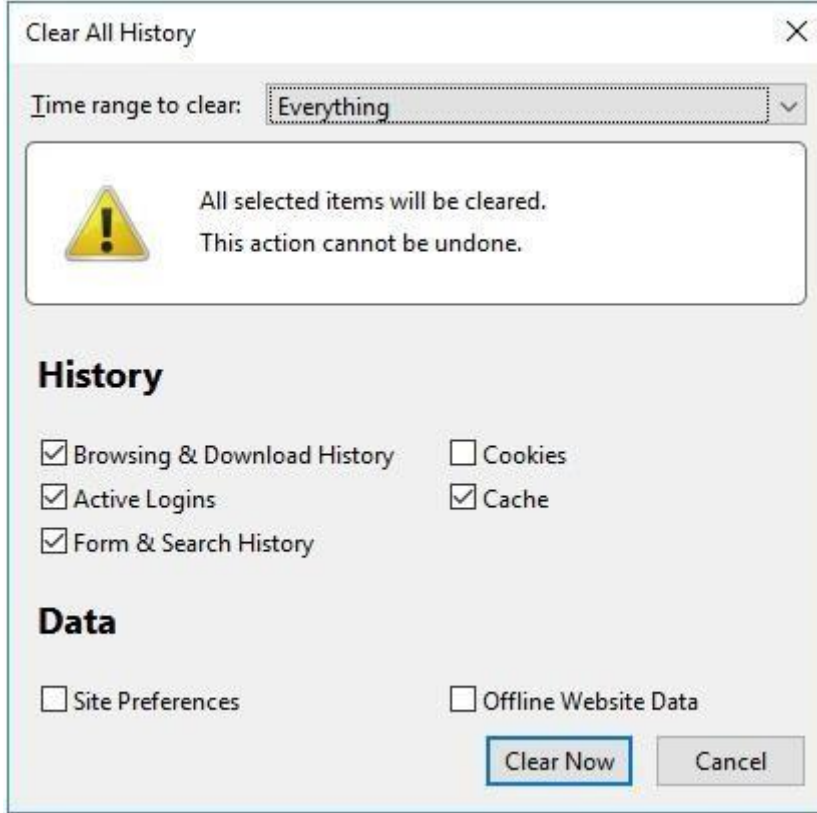 Clear All History
Time range to clear: Everything
All selected items will be cleared.
This action cannot be undone.
History
Browsing & Download History Cookies
Active Logins Cache
Form & Search History
Data
Site Preferences Offline Website Data
Clear Now Cancel